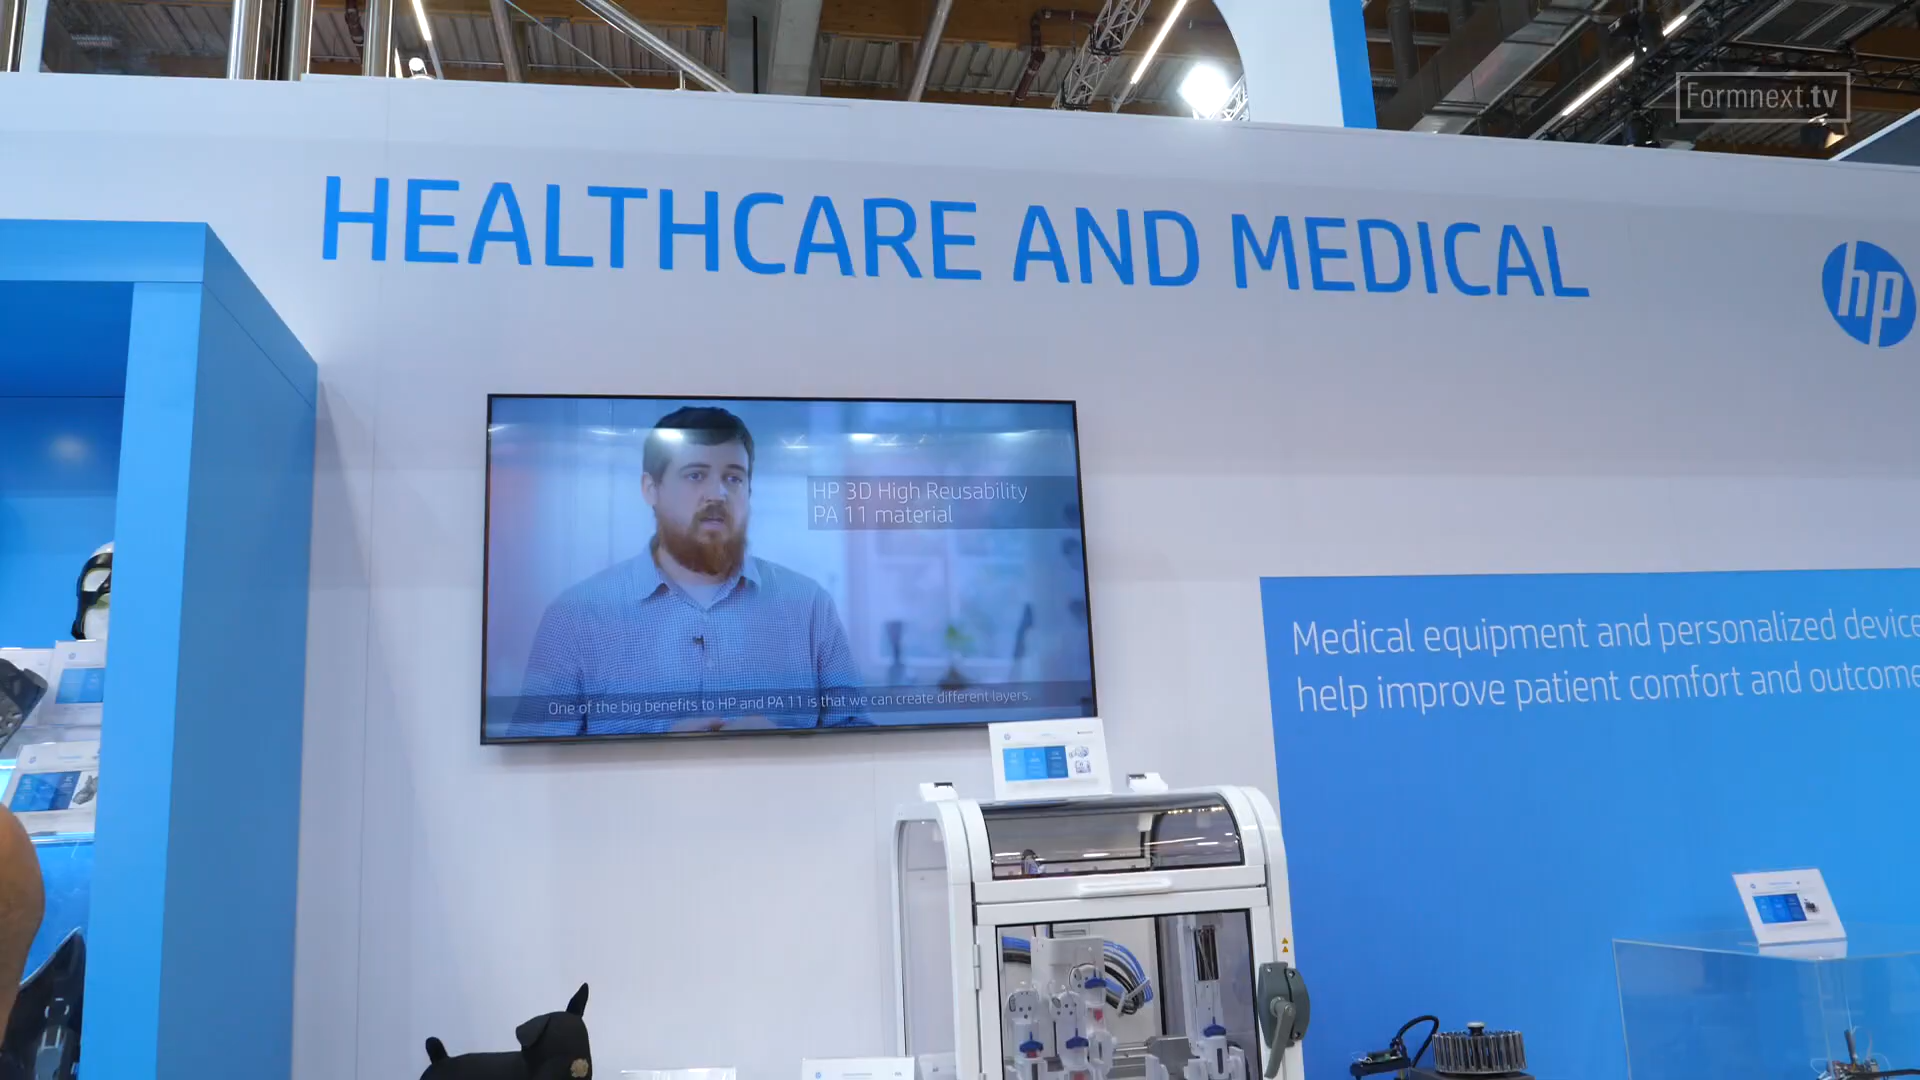 Formnext.tv
HEALTHCARE AND MEDICAL
hp
HP 3D High Reusability
PA 11 material
One of the big benefits to HP and PA 11 is that we can create different layers.
Medical equipment and personalized device
help improve patient comfort and outcome